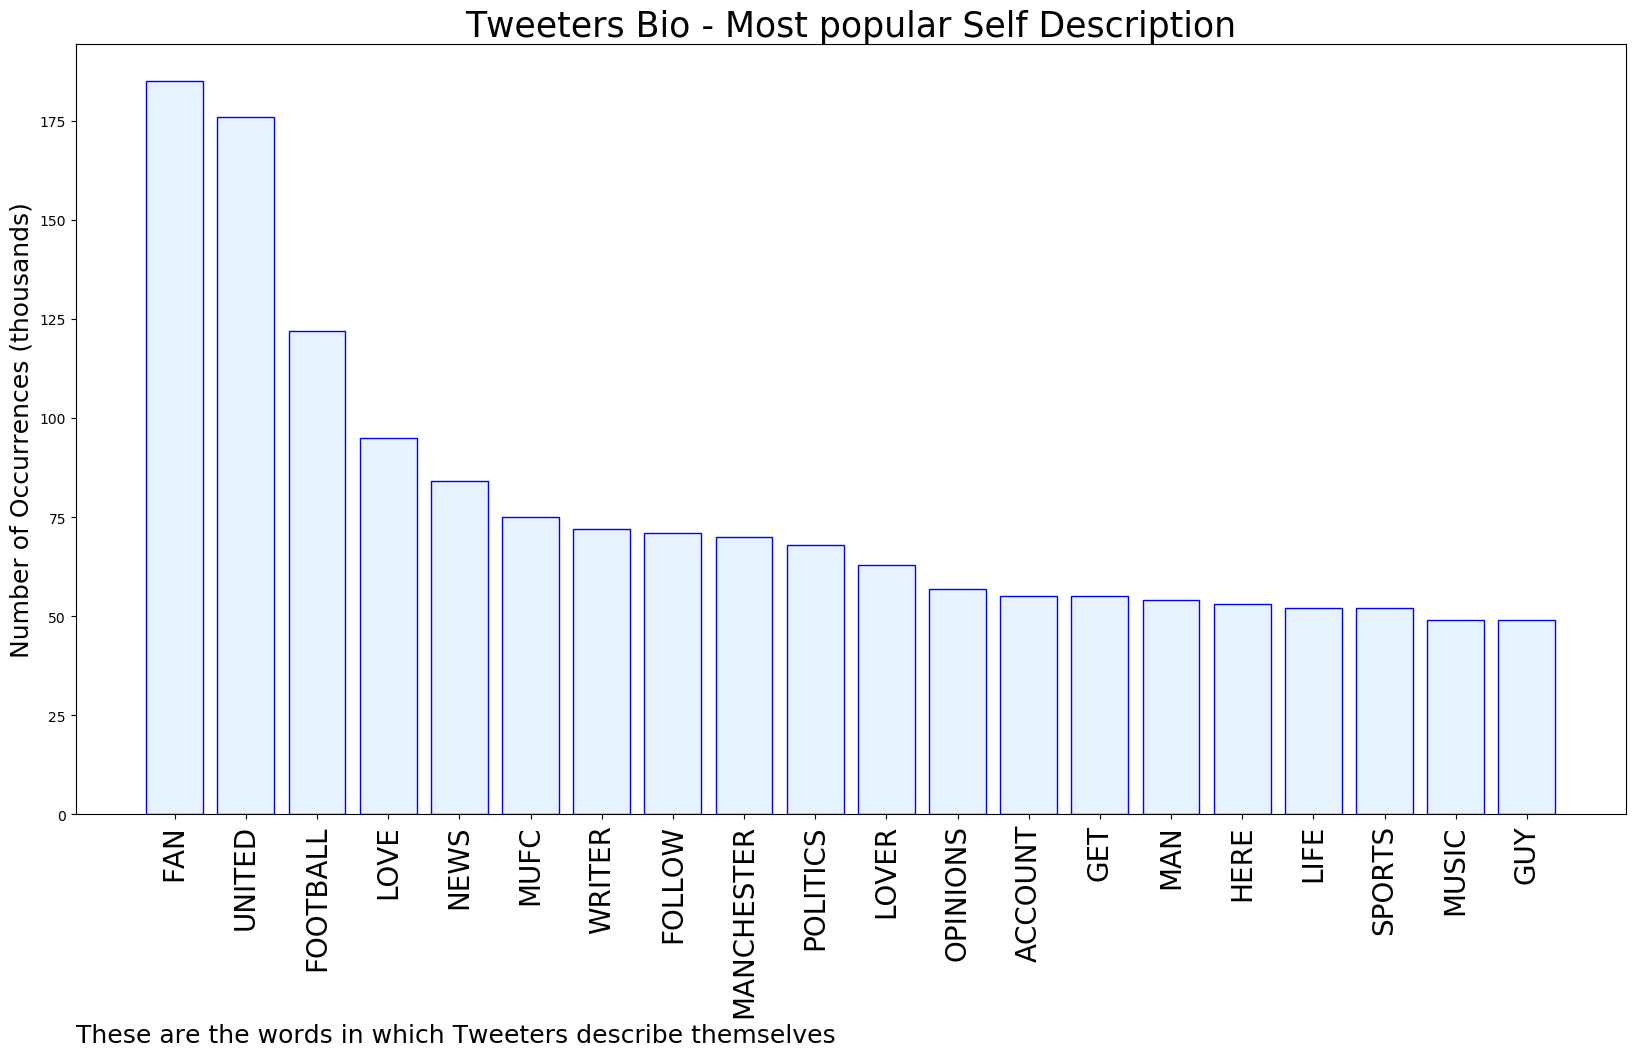 Tweeters Bio - Most popular Self Description
Number of Occurrences (thousands)
175
150
125
100
75
50
25
0
FAN
UNITED
FOOTBALL
LOVE
NEWS
MUFC
WRITER
FOLLOW
MANCHESTER
POLITICS
LOVER
OPINIONS
ACCOUNT
GET
MAN
HERE
LIFE
SPORTS
MUSIC
GUY
These are the words in which Tweeters describe themselves